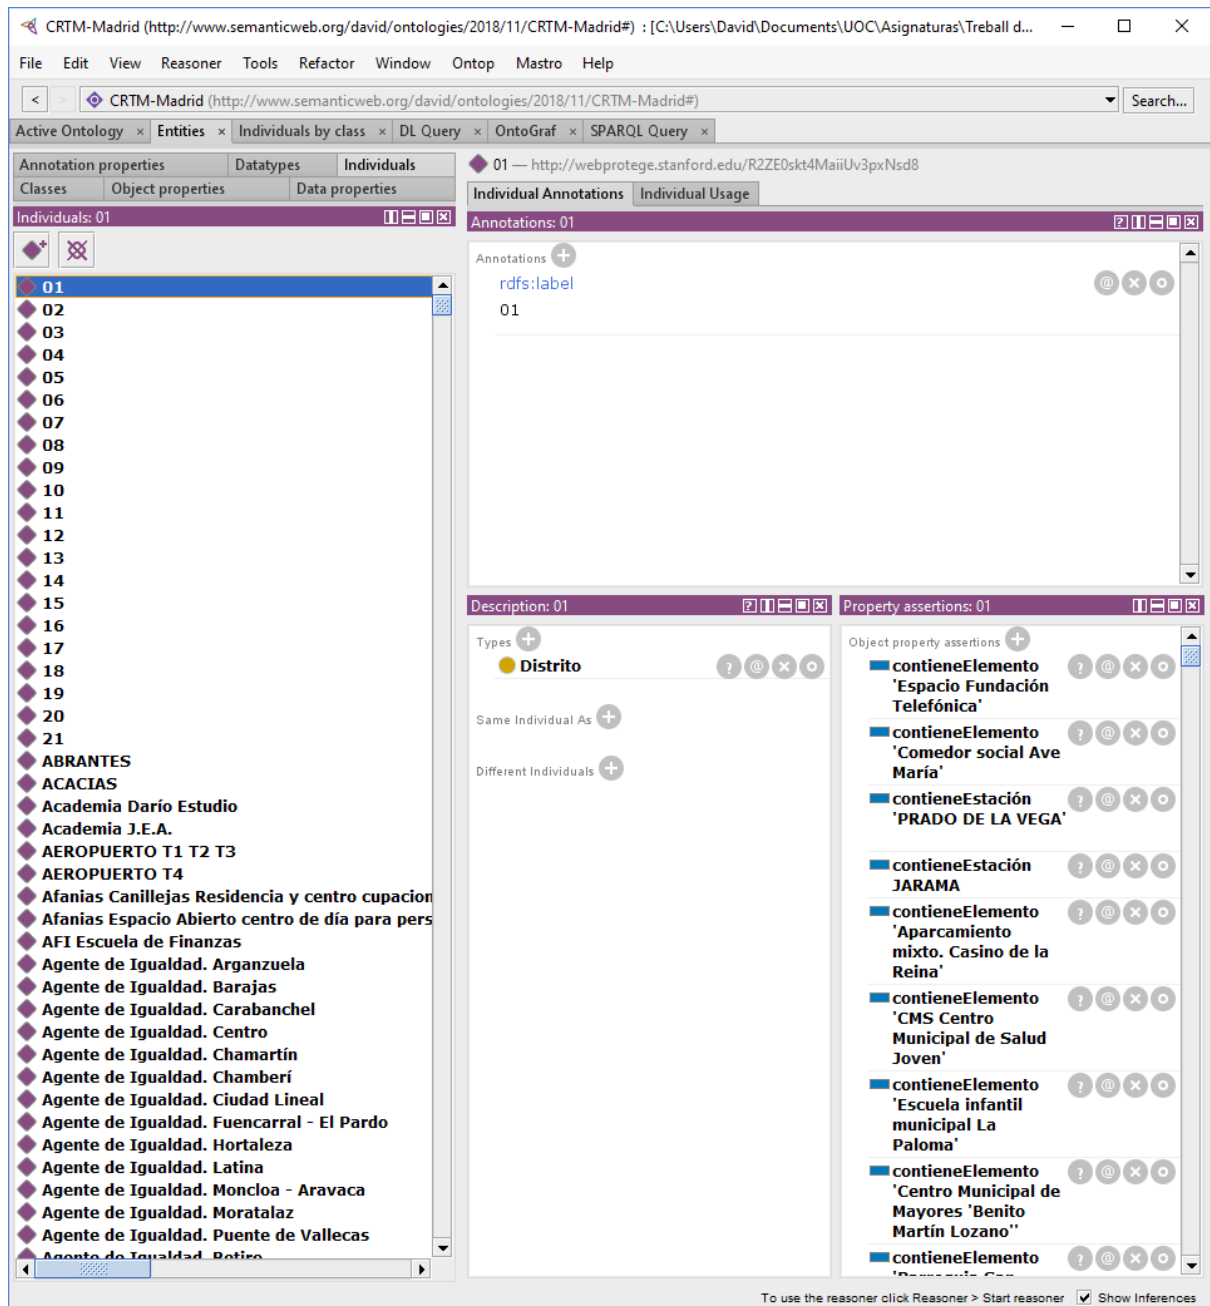 CRTM-Madrid (http://www.semanticweb.org/david/ontologies/2018/11/CRTM-Madrid#) : [C:\Users\David\Documents\UOC\Asignaturas\Treball d...
File Edit View Reasoner Tools Refactor Window Ontop Mastro Help
< > CRTM-Madrid (http://www.semanticweb.org/david/ontologies/2018/11/CRTM-Madrid#) Search...
Active Ontology × Entities × Individuals by class × DL Query × OntoGraf × SPARQL Query ×
Annotation properties Datatypes Individuals
Classes Object properties Data properties
Individuals: 01
01
02
03
04
05
06
07
08
09
10
11
12
13
14
15
16
17
18
19
20
21
ABRANTES
ACACIAS
Academia Darío Estudio
Academia J.E.A.
AEROPUERTO T1 T2 T3
AEROPUERTO T4
Afanias Canillejas Residencia y centro cupacion
Afanias Espacio Abierto centro de día para pers
AFI Escuela de Finanzas
Agente de Igualdad. Arganzuela
Agente de Igualdad. Barajas
Agente de Igualdad. Carabanchel
Agente de Igualdad. Centro
Agente de Igualdad. Chamartín
Agente de Igualdad. Chamberí
Agente de Igualdad. Ciudad Lineal
Agente de Igualdad. Fuencarral - El Pardo
Agente de Igualdad. Hortaleza
Agente de Igualdad. Latina
Agente de Igualdad. Moncloa - Aravaca
Agente de Igualdad. Moratalaz
Agente de Igualdad. Puente de Vallecas
Agente de Igualdad. Retiro
01 — http://webprotege.stanford.edu/R2ZE0skt4MaiiUv3pxNsd8
Individual Annotations Individual Usage
Annotations: 01
Annotations
rdfs:label
01
Description: 01
Types
Distrito
Same Individual As
Different Individuals
Property assertions: 01
Object property assertions
contieneElemento
'Espacio Fundación
Telefónica'
contieneElemento
'Comedor social Ave
María'
contieneEstación
'PRADO DE LA VEGA'
contieneEstación
JARAMA
contieneElemento
'Aparcamiento
mixto. Casino de la
Reina'
contieneElemento
'CMS Centro
Municipal de Salud
Joven'
contieneElemento
'Escuela infantil
municipal La
Paloma'
contieneElemento
'Centro Municipal de
Mayores 'Benito
Martín Lozano''
contieneElemento
'Parroquia San
To use the reasoner click Reasoner > Start reasoner Show Inferences